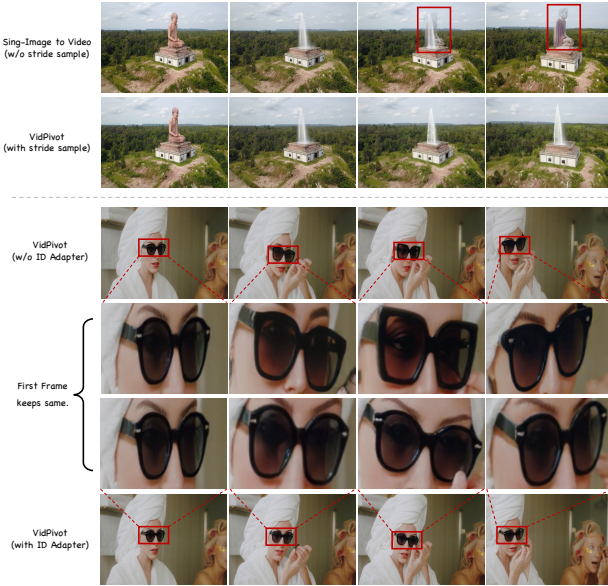 Sing-Image to Video
(w/o stride sample)
VidPivot
(with stride sample)
VidPivot
(w/o ID Adapter)
First Frame
keeps same.
VidPivot
(with ID Adapter)